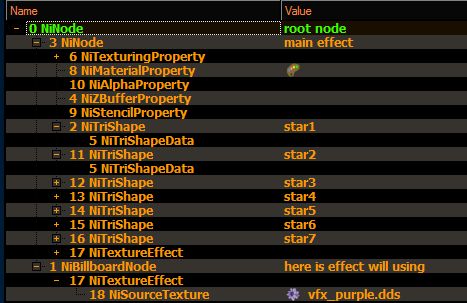 Name Value
0 NiNode root node
3 NiNode main effect
6 NiTexturingProperty
8 NiMaterialProperty
10 NiAlphaProperty
4 NiZBufferProperty
9 NiStencilProperty
2 NiTriShape star1
5 NiTriShapeData
11 NiTriShape star2
5 NiTriShapeData
12 NiTriShape star3
13 NiTriShape star4
14 NiTriShape star5
15 NiTriShape star6
16 NiTriShape star7
17 NiTextureEffect
1 NiBillboardNode here is effect will using
17 NiTextureEffect
18 NiSourceTexture vfx_purple.dds